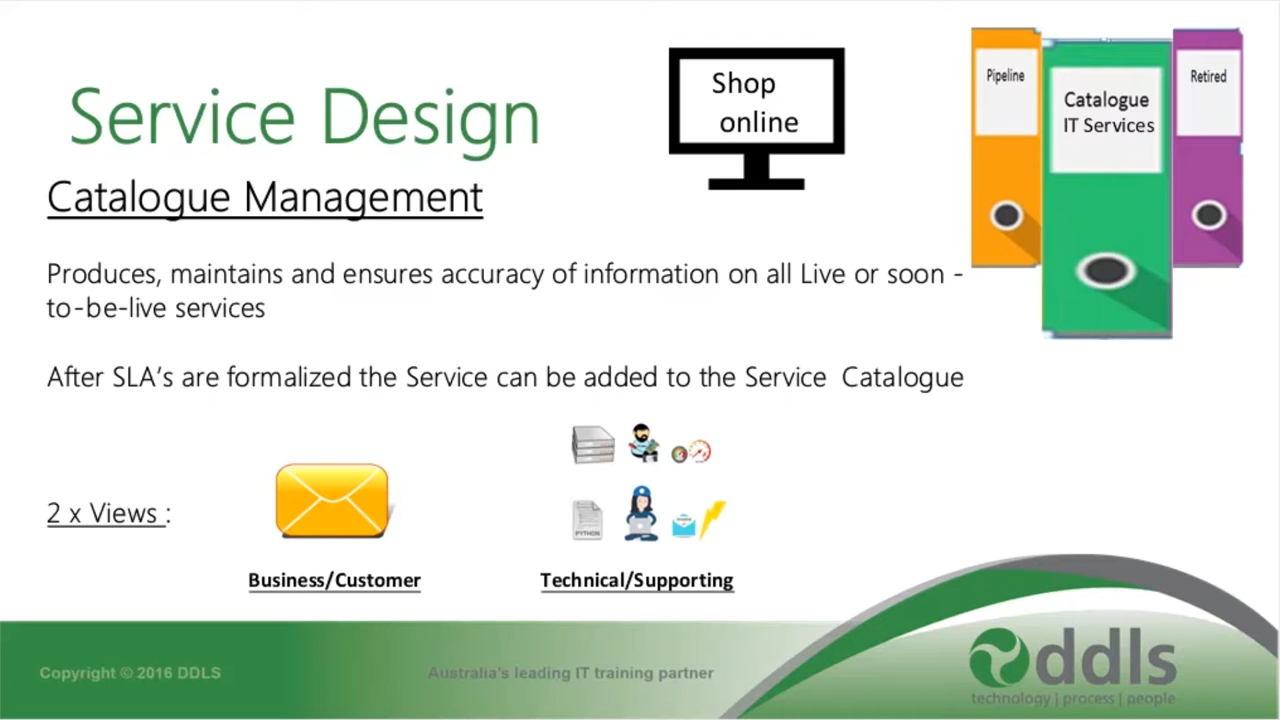 Shop
online
Pipeline
Catalogue
IT Services
Retired
Service Design
Catalogue Management
Produces, maintains and ensures accuracy of information on all Live or soon -
to-be-live services
After SLA's are formalized the Service can be added to the Service Catalogue
2 x Views :
PYTHON
Business/Customer
Technical/Supporting
Copyright © 2016 DDLS
Australia's leading IT training partner
ddls
technology | process | people